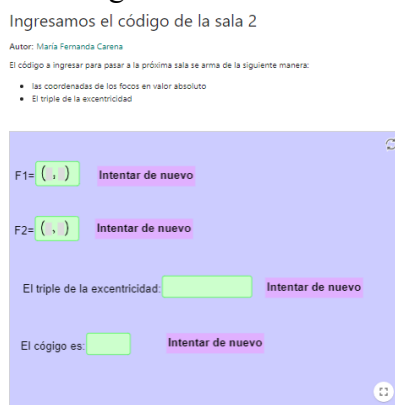 Ingresamos el código de la sala 2
Autor: María Fernanda Carena
El código a ingresar para pasar a la próxima sala se arma de la siguiente manera:
• las coordenadas de los focos en valor absoluto
• El triple de la excentricidad
F1= ( , ) Intentar de nuevo
F2= ( , ) Intentar de nuevo
El triple de la excentricidad: Intentar de nuevo
El cógigo es: Intentar de nuevo